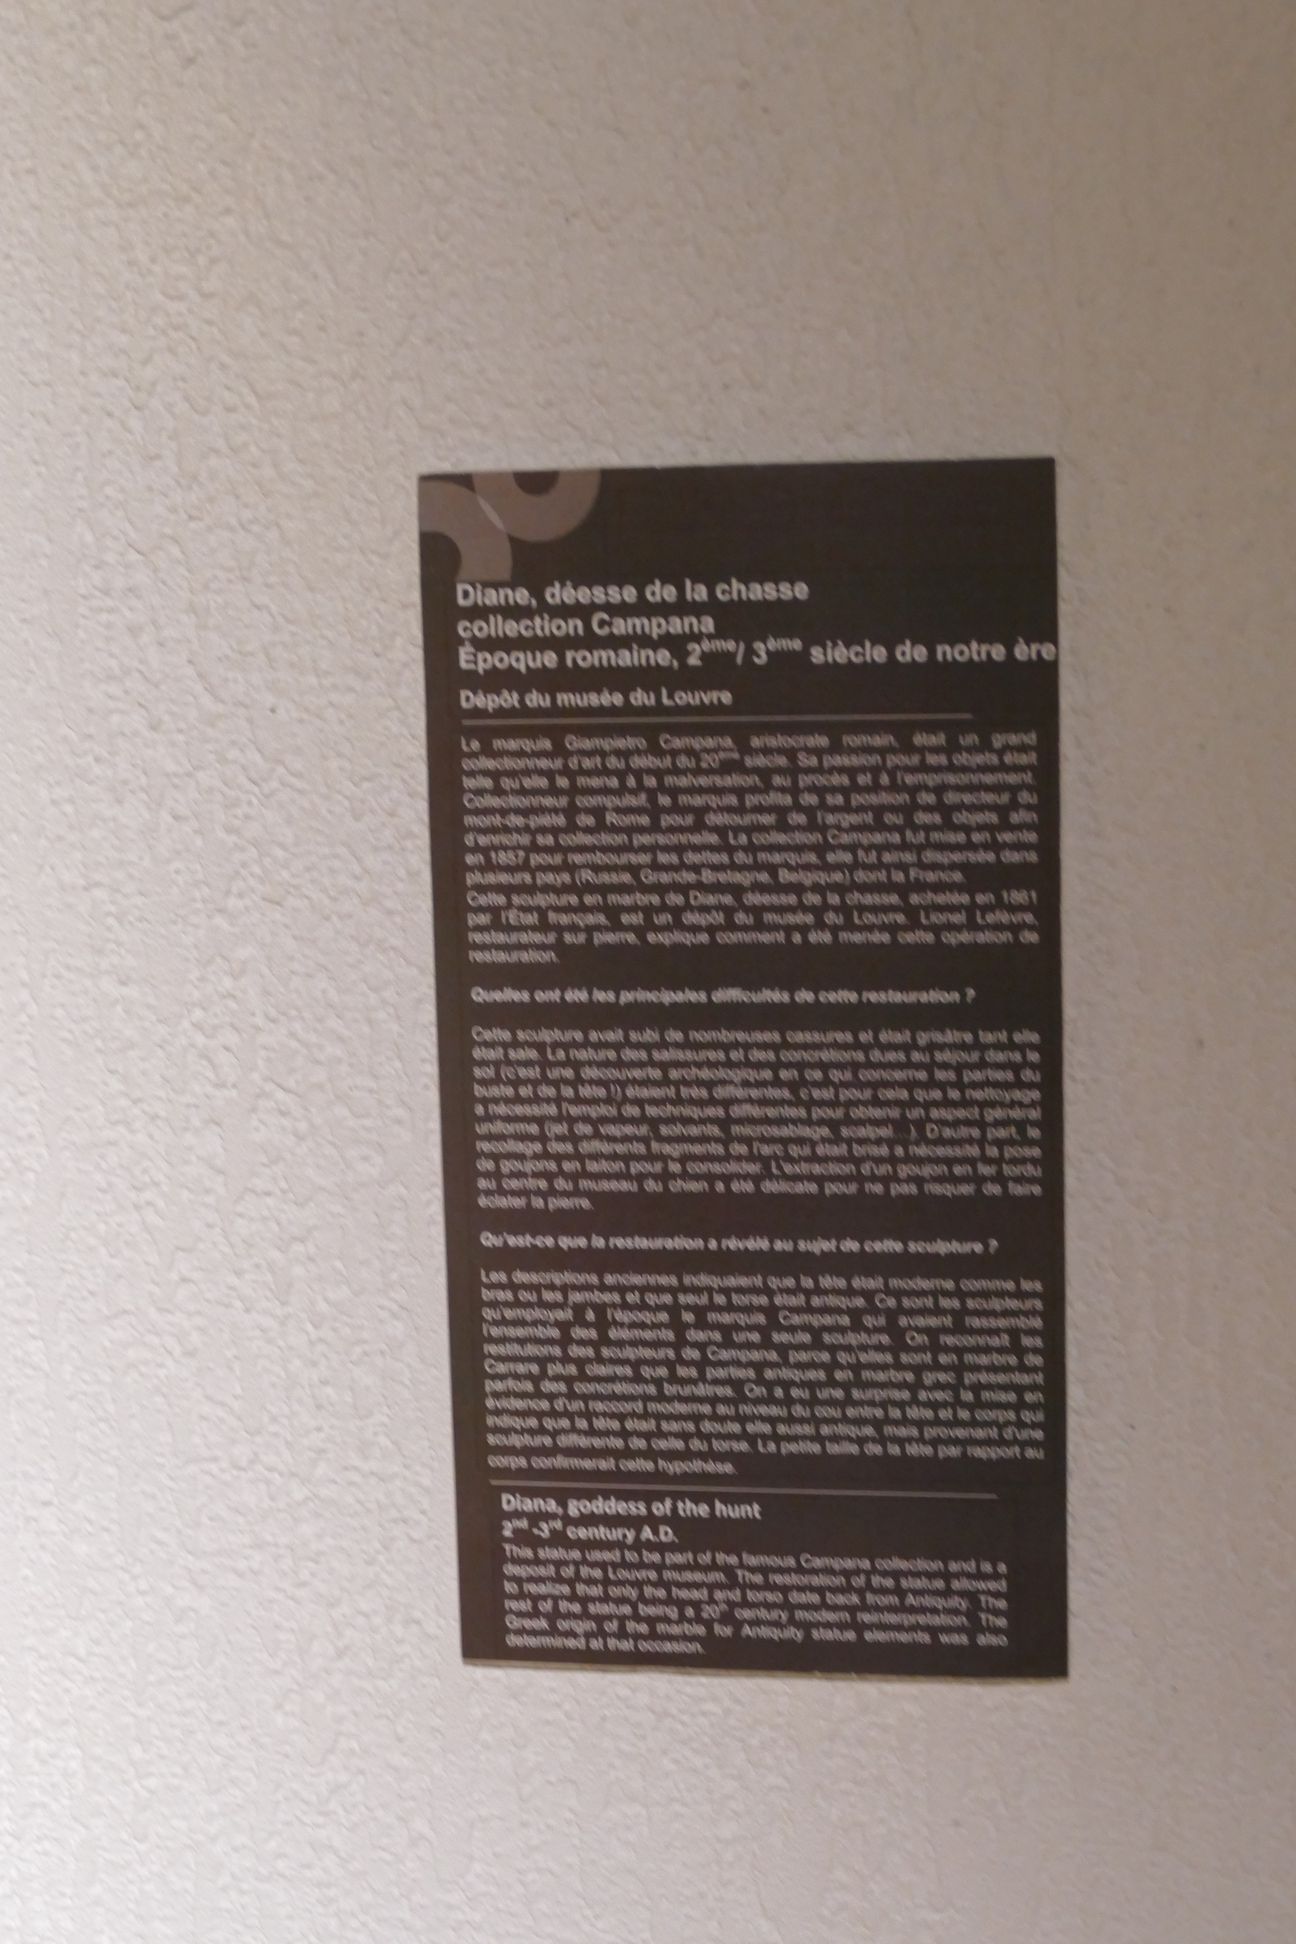 Diane, déesse de la chasse
collection Campana
Époque romaine, 2ème/ 3ème siècle de notre ère
Dépôt du musée du Louvre
Le marquis Giampietro Campana, aristocrate romain, était un grand
collectionneur d'art du début du 20ème siècle. Sa passion pour les objets était
telle qu'elle le mena à la malversation, au procès et à l'emprisonnement.
Collectionneur compulsif, le marquis profita de sa position de directeur du
mont-de-piété de Rome pour détourner de l'argent ou des objets afin
d'enrichir sa collection personnelle. La collection Campana fut mise en vente
en 1857 pour rembourser les dettes du marquis, elle fut ainsi dispersée dans
plusieurs pays (Russie, Grande-Bretagne, Belgique) dont la France.
Cette sculpture en marbre de Diane, déesse de la chasse, achetée en 1861
par l'État français, est un dépôt du musée du Louvre. Lionel Lefèvre,
restaurateur sur pierre, explique comment a été menée cette opération de
restauration.
Quelles ont été les principales difficultés de cette restauration ?
Cette sculpture avait subi de nombreuses cassures et était grisâtre tant elle
était sale. La nature des salissures et des concrétions dues au séjour dans le
sol (c'est une découverte archéologique en ce qui concerne les parties du
buste et de la tête !) étaient très différentes, c'est pour cela que le nettoyage
a nécessité l'emploi de techniques différentes pour obtenir un aspect général
uniforme (jet de vapeur, solvants, microsablage, scalpel...). D'autre part, le
recollage des différents fragments de l'arc qui était brisé a nécessité la pose
de goujons en laiton pour le consolider. L'extraction d'un goujon en fer tordu
au centre du museau du chien a été délicate pour ne pas risquer de faire
éclater la pierre.
Qu'est-ce que la restauration a révélé au sujet de cette sculpture ?
Les descriptions anciennes indiquaient que la tête était moderne comme les
bras ou les jambes et que seul le torse était antique. Ce sont les sculpteurs
qu'employait à l'époque le marquis Campana qui avaient rassemblé
l'ensemble des éléments dans une seule sculpture. On reconnaît les
restitutions des sculpteurs de Campana, parce qu'elles sont en marbre de
Carrare plus claires que les parties antiques en marbre grec présentant
parfois des concrétions brunâtres. On a eu une surprise avec la mise en
évidence d'un raccord moderne au niveau du cou entre la tête et le corps qui
indique que la tête était sans doute elle aussi antique, mais provenant d'une
sculpture différente de celle du torse. La petite taille de la tête par rapport au
corps confirmerait cette hypothèse.
Diana, goddess of the hunt
2nd -3rd century A.D.
This statue used to be part of the famous Campana collection and is a
deposit of the Louvre museum. The restoration of the statue allowed
to realize that only the head and torso date back from Antiquity. The
rest of the statue being a 20th century modern reinterpretation. The
Greek origin of the marble for Antiquity statue elements was also
determined at that occasion.